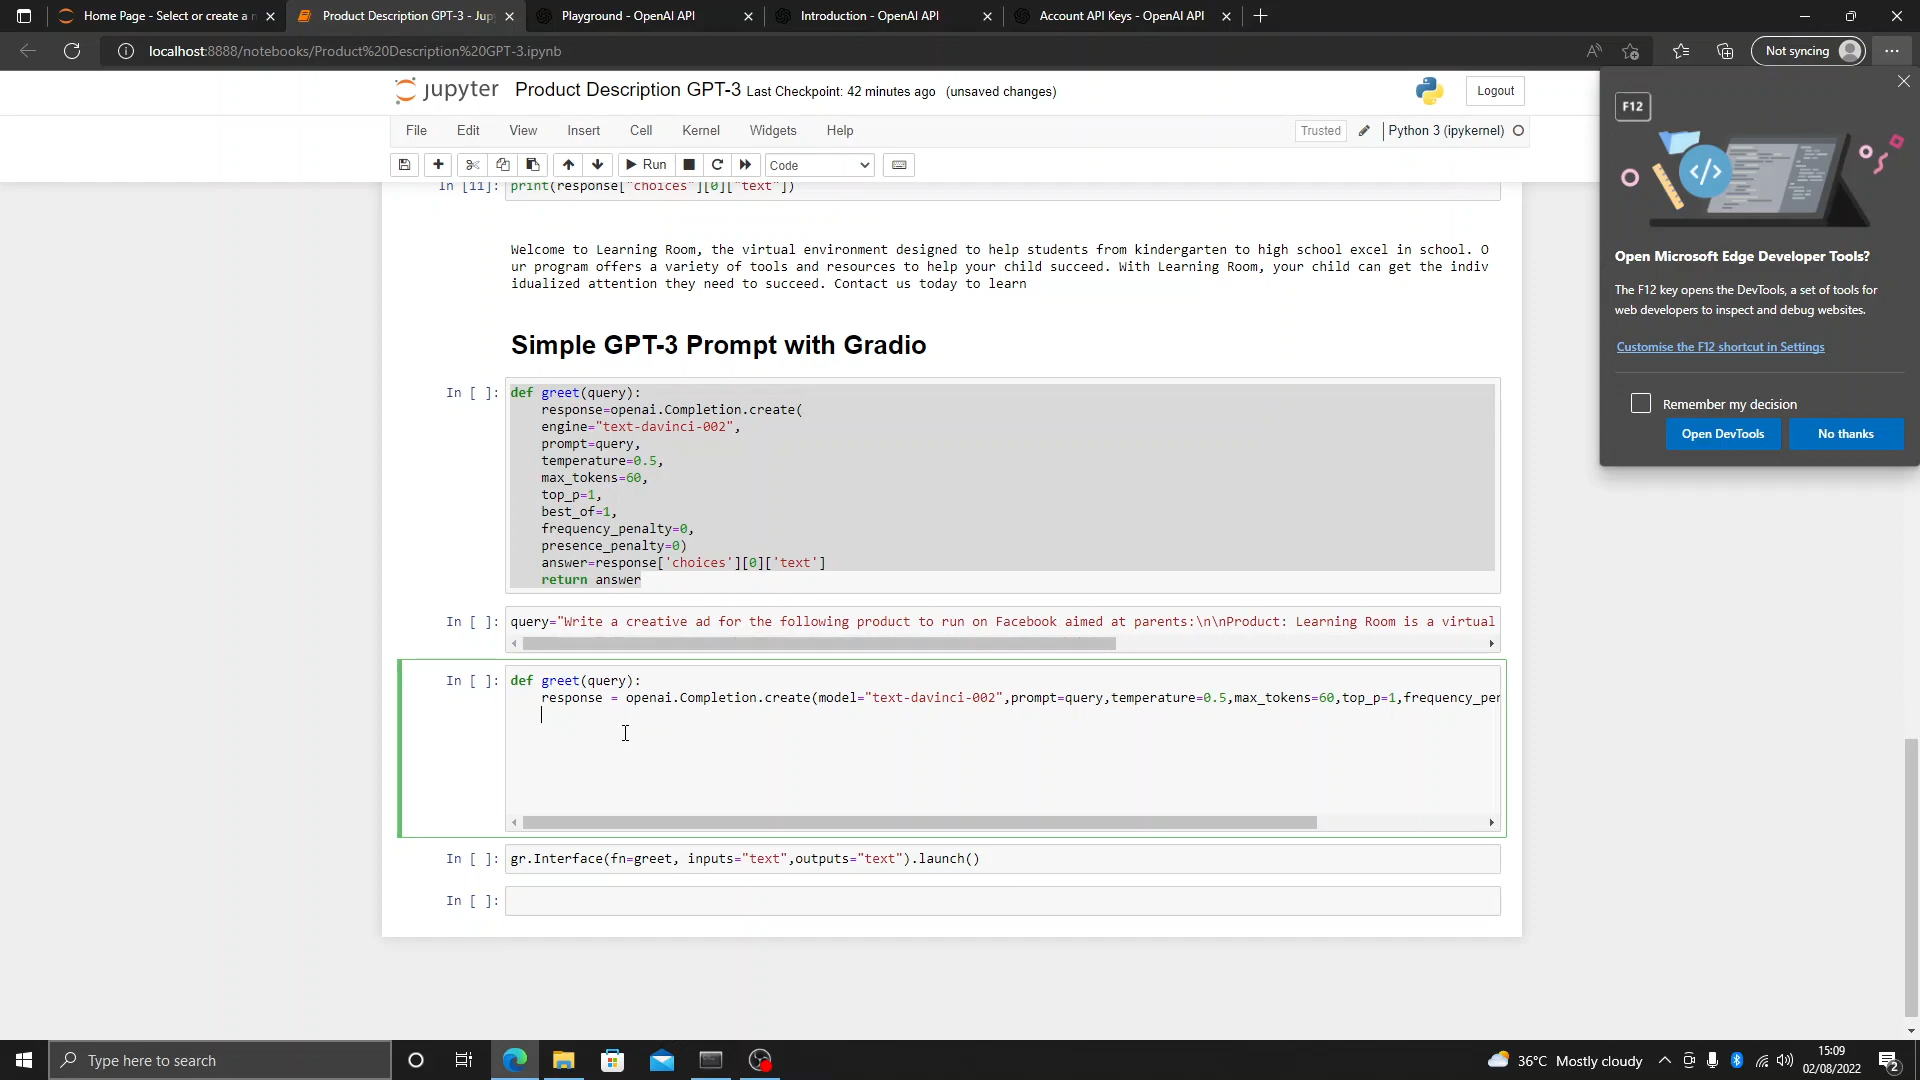 Home Page - Select or create a n
Product Description GPT-3 - Jup
Playground - OpenAI API
Introduction - OpenAI API
Account API Keys - OpenAI API
localhost:8888/notebooks/Product%20Description%20GPT-3.ipynb
Not syncing
jupyter Product Description GPT-3 Last Checkpoint: 42 minutes ago (unsaved changes)
Logout
File Edit View Insert Cell Kernel Widgets Help
Trusted
Python 3 (ipykernel)
Run
Code
In [11]: print(response["choices"][0]["text"])
Welcome to Learning Room, the virtual environment designed to help students from kindergarten to high school excel in school. O
ur program offers a variety of tools and resources to help your child succeed. With Learning Room, your child can get the indiv
idualized attention they need to succeed. Contact us today to learn
Simple GPT-3 Prompt with Gradio
In [ ]: def greet(query):
response=openai.Completion.create(
engine="text-davinci-002",
prompt=query,
temperature=0.5,
max_tokens=60,
top_p=1,
best_of=1,
frequency_penalty=0,
presence_penalty=0)
answer=response['choices'][0]['text']
return answer
In [ ]: query="Write a creative ad for the following product to run on Facebook aimed at parents:\n\nProduct: Learning Room is a virtual
In [ ]: def greet(query):
response = openai.Completion.create(model="text-davinci-002",prompt=query,temperature=0.5,max_tokens=60,top_p=1,frequency_pen
In [ ]: gr.Interface(fn=greet, inputs="text",outputs="text").launch()
In [ ]:
F12
</>
Open Microsoft Edge Developer Tools?
The F12 key opens the DevTools, a set of tools for
web developers to inspect and debug websites.
Customise the F12 shortcut in Settings
Remember my decision
Open DevTools
No thanks
Type here to search
36°C Mostly cloudy
15:09
02/08/2022
2